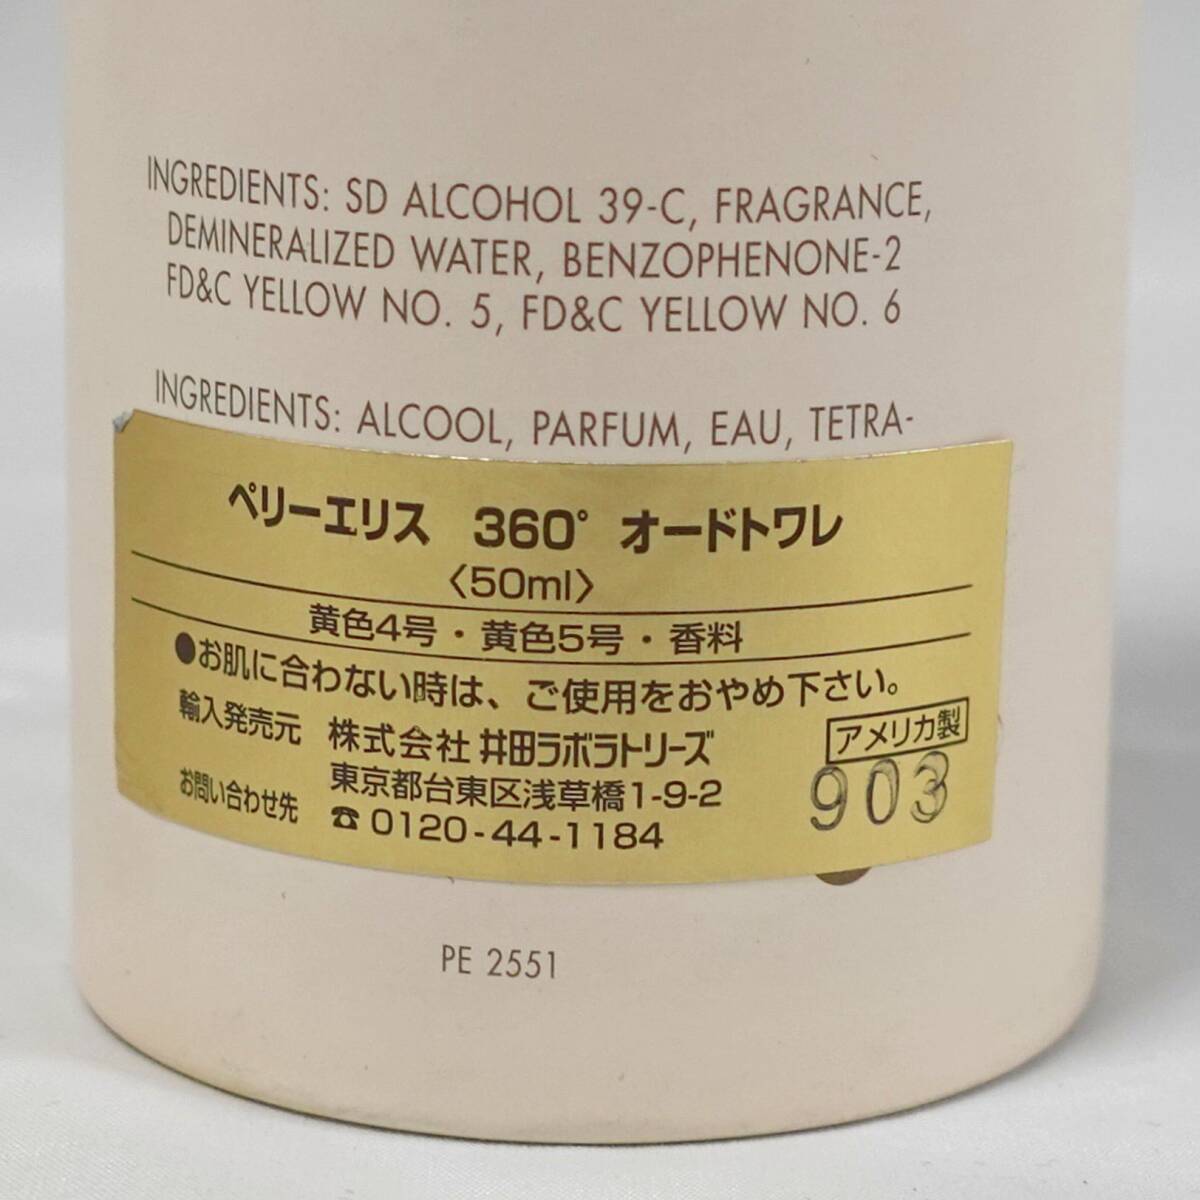 INGREDIENTS: SD ALCOHOL 39-C, FRAGRANCE,
DEMINERALIZED WATER, BENZOPHENONE-2
FD&C YELLOW NO. 5, FD&C YELLOW NO. 6
INGREDIENTS: ALCOOL, PARFUM, EAU, TETRA-
ペリーエリス 360° オードトワレ
〈50ml〉
黄色4号・黄色5号・香料
●お肌に合わない時は、ご使用をおやめ下さい。
輸入発売元 株式会社 井田ラボラトリーズ
アメリカ製
東京都台東区浅草橋1-9-2
お問い合わせ先 ☎0120-44-1184
903
PE 2551